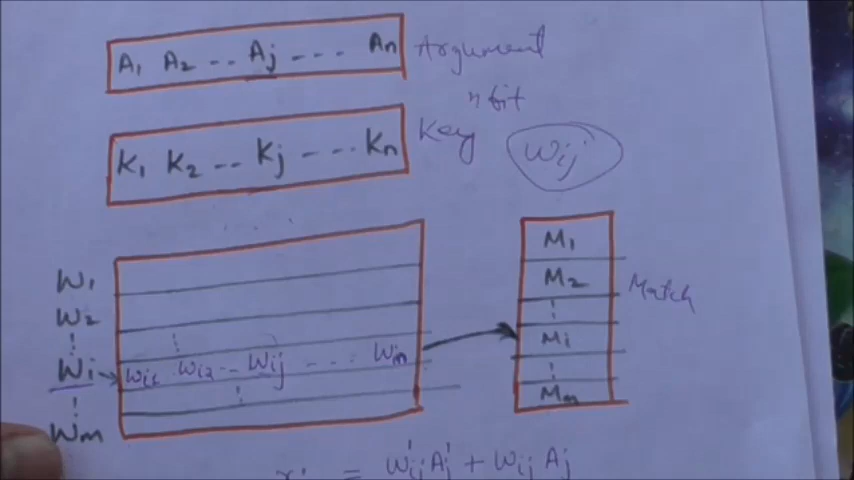 A1 A2 .. Aj - - - . An Argument
n bit
K1 K2 .. Kj - - - . Kn Key
Wij
M1
W1
M2 Match
W2
Wi Wi1 Wi2 .. Wij - - - . Win Mi
Wm Mm
= W'ij A'j + Wij Aj